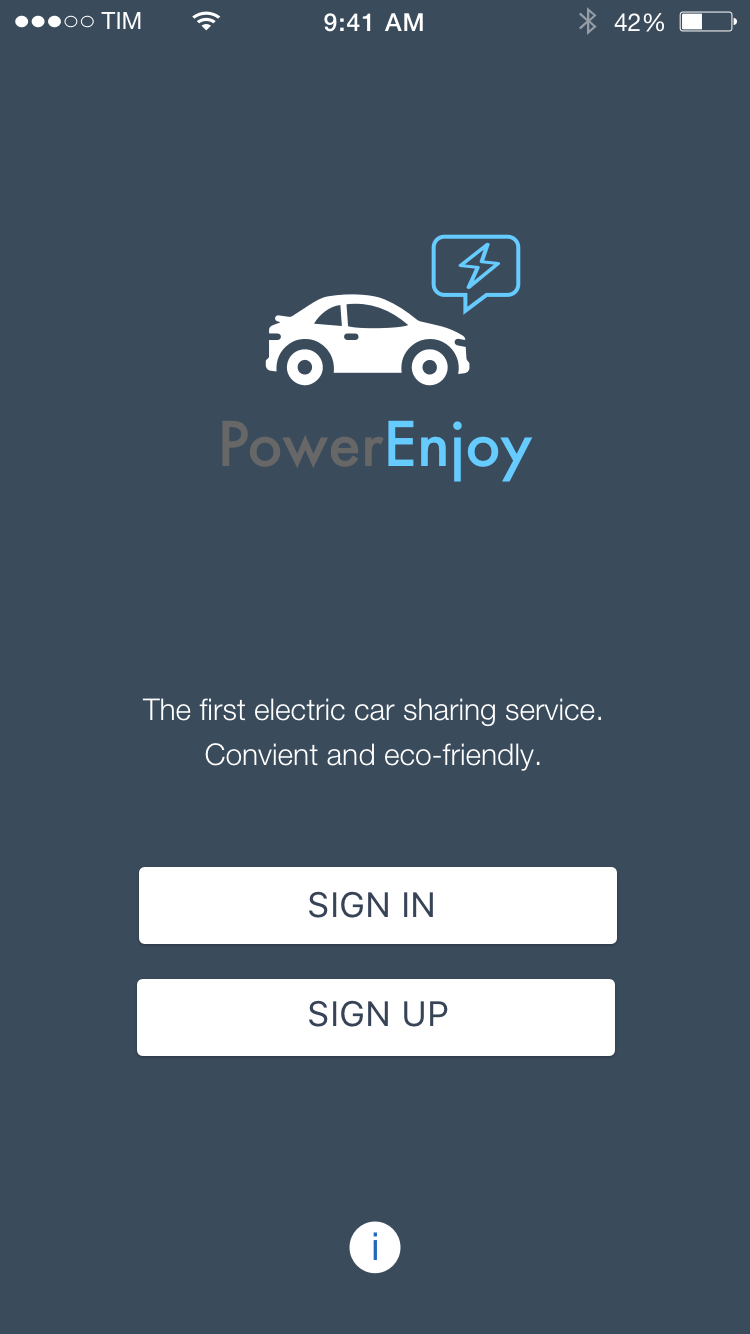 TIM 9:41 AM 42%
PowerEnjoy
The first electric car sharing service.
Convient and eco-friendly.
SIGN IN
SIGN UP
i